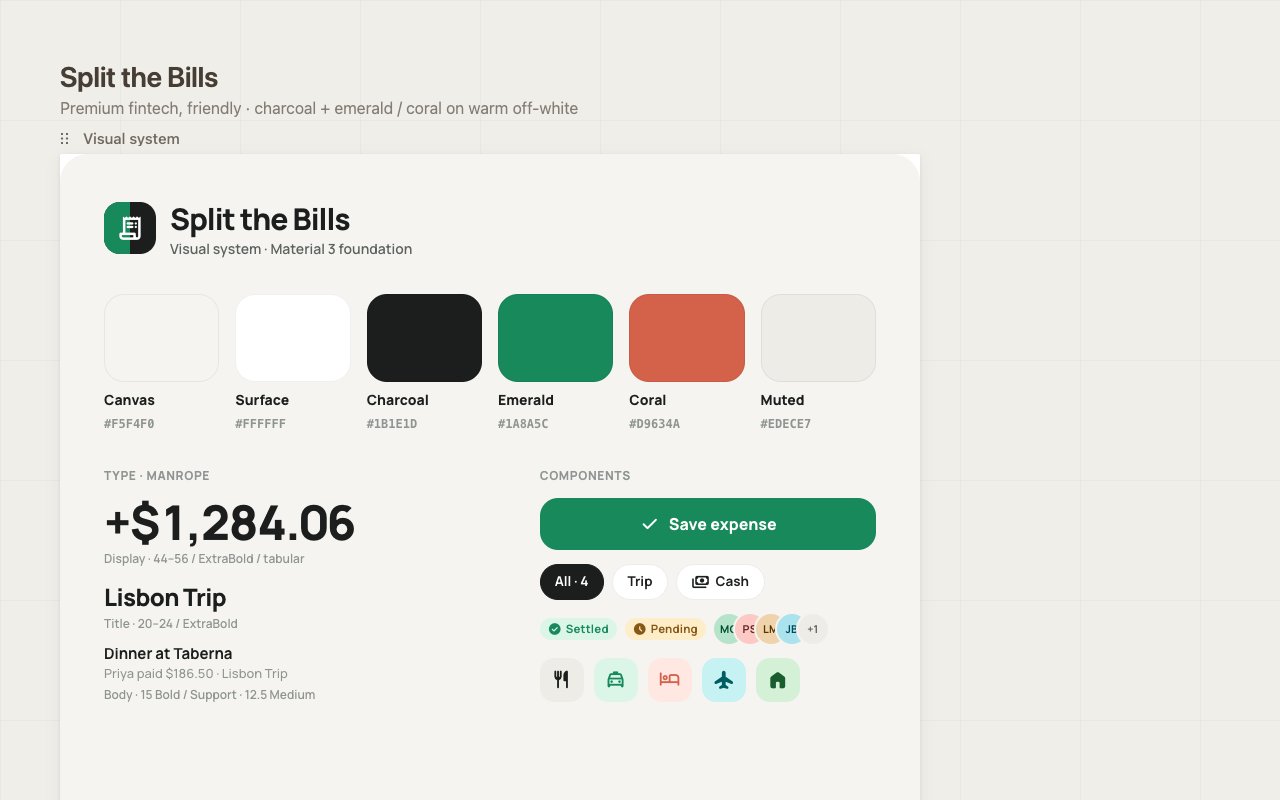 Split the Bills
Premium fintech, friendly · charcoal + emerald / coral on warm off-white
Visual system
Split the Bills
Visual system · Material 3 foundation
Canvas
#F5F4F0
Surface
#FFFFFF
Charcoal
#1B1E1D
Emerald
#1A8A5C
Coral
#D9634A
Muted
#EDECE7
TYPE · MANROPE
+$1,284.06
Display · 44–56 / ExtraBold / tabular
Lisbon Trip
Title · 20–24 / ExtraBold
Dinner at Taberna
Priya paid $186.50 · Lisbon Trip
Body · 15 Bold / Support · 12.5 Medium
COMPONENTS
Save expense
All · 4
Trip
Cash
Settled
Pending
PS
LM
JB
+1